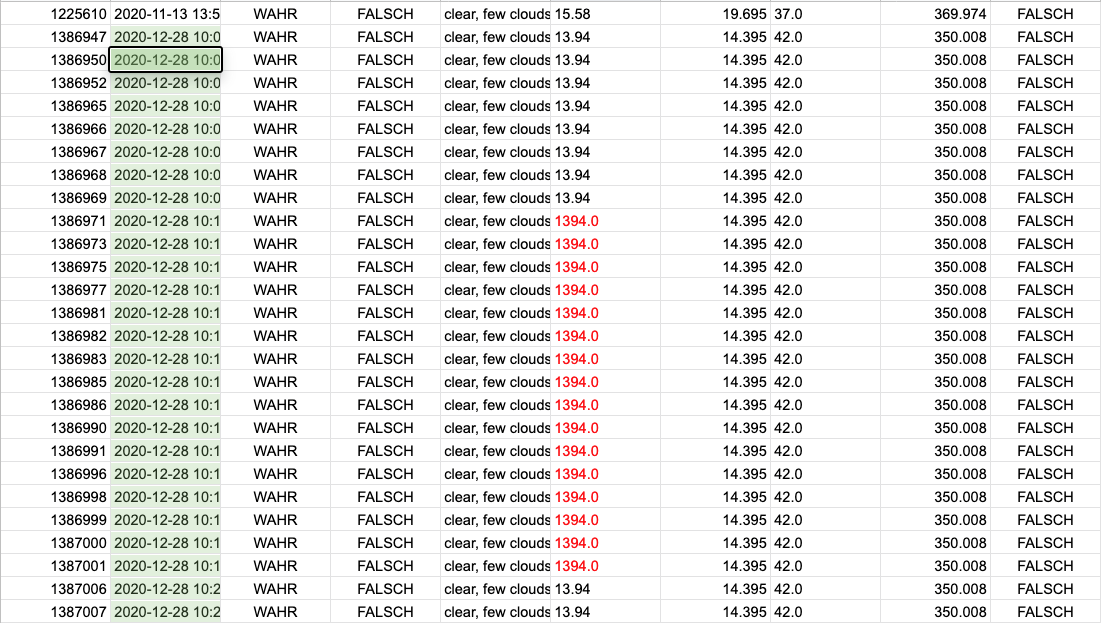 1225610 2020-11-13 13:5 WAHR FALSCH clear, few clouds 15.58 19.695 37.0 369.974 FALSCH
1386947 2020-12-28 10:0 WAHR FALSCH clear, few clouds 13.94 14.395 42.0 350.008 FALSCH
1386950 2020-12-28 10:0 WAHR FALSCH clear, few clouds 13.94 14.395 42.0 350.008 FALSCH
1386952 2020-12-28 10:0 WAHR FALSCH clear, few clouds 13.94 14.395 42.0 350.008 FALSCH
1386965 2020-12-28 10:0 WAHR FALSCH clear, few clouds 13.94 14.395 42.0 350.008 FALSCH
1386966 2020-12-28 10:0 WAHR FALSCH clear, few clouds 13.94 14.395 42.0 350.008 FALSCH
1386967 2020-12-28 10:0 WAHR FALSCH clear, few clouds 13.94 14.395 42.0 350.008 FALSCH
1386968 2020-12-28 10:0 WAHR FALSCH clear, few clouds 13.94 14.395 42.0 350.008 FALSCH
1386969 2020-12-28 10:0 WAHR FALSCH clear, few clouds 13.94 14.395 42.0 350.008 FALSCH
1386971 2020-12-28 10:1 WAHR FALSCH clear, few clouds 1394.0 14.395 42.0 350.008 FALSCH
1386973 2020-12-28 10:1 WAHR FALSCH clear, few clouds 1394.0 14.395 42.0 350.008 FALSCH
1386975 2020-12-28 10:1 WAHR FALSCH clear, few clouds 1394.0 14.395 42.0 350.008 FALSCH
1386977 2020-12-28 10:1 WAHR FALSCH clear, few clouds 1394.0 14.395 42.0 350.008 FALSCH
1386981 2020-12-28 10:1 WAHR FALSCH clear, few clouds 1394.0 14.395 42.0 350.008 FALSCH
1386982 2020-12-28 10:1 WAHR FALSCH clear, few clouds 1394.0 14.395 42.0 350.008 FALSCH
1386983 2020-12-28 10:1 WAHR FALSCH clear, few clouds 1394.0 14.395 42.0 350.008 FALSCH
1386985 2020-12-28 10:1 WAHR FALSCH clear, few clouds 1394.0 14.395 42.0 350.008 FALSCH
1386986 2020-12-28 10:1 WAHR FALSCH clear, few clouds 1394.0 14.395 42.0 350.008 FALSCH
1386990 2020-12-28 10:1 WAHR FALSCH clear, few clouds 1394.0 14.395 42.0 350.008 FALSCH
1386991 2020-12-28 10:1 WAHR FALSCH clear, few clouds 1394.0 14.395 42.0 350.008 FALSCH
1386996 2020-12-28 10:1 WAHR FALSCH clear, few clouds 1394.0 14.395 42.0 350.008 FALSCH
1386998 2020-12-28 10:1 WAHR FALSCH clear, few clouds 1394.0 14.395 42.0 350.008 FALSCH
1386999 2020-12-28 10:1 WAHR FALSCH clear, few clouds 1394.0 14.395 42.0 350.008 FALSCH
1387000 2020-12-28 10:1 WAHR FALSCH clear, few clouds 1394.0 14.395 42.0 350.008 FALSCH
1387001 2020-12-28 10:1 WAHR FALSCH clear, few clouds 1394.0 14.395 42.0 350.008 FALSCH
1387006 2020-12-28 10:2 WAHR FALSCH clear, few clouds 13.94 14.395 42.0 350.008 FALSCH
1387007 2020-12-28 10:2 WAHR FALSCH clear, few clouds 13.94 14.395 42.0 350.008 FALSCH